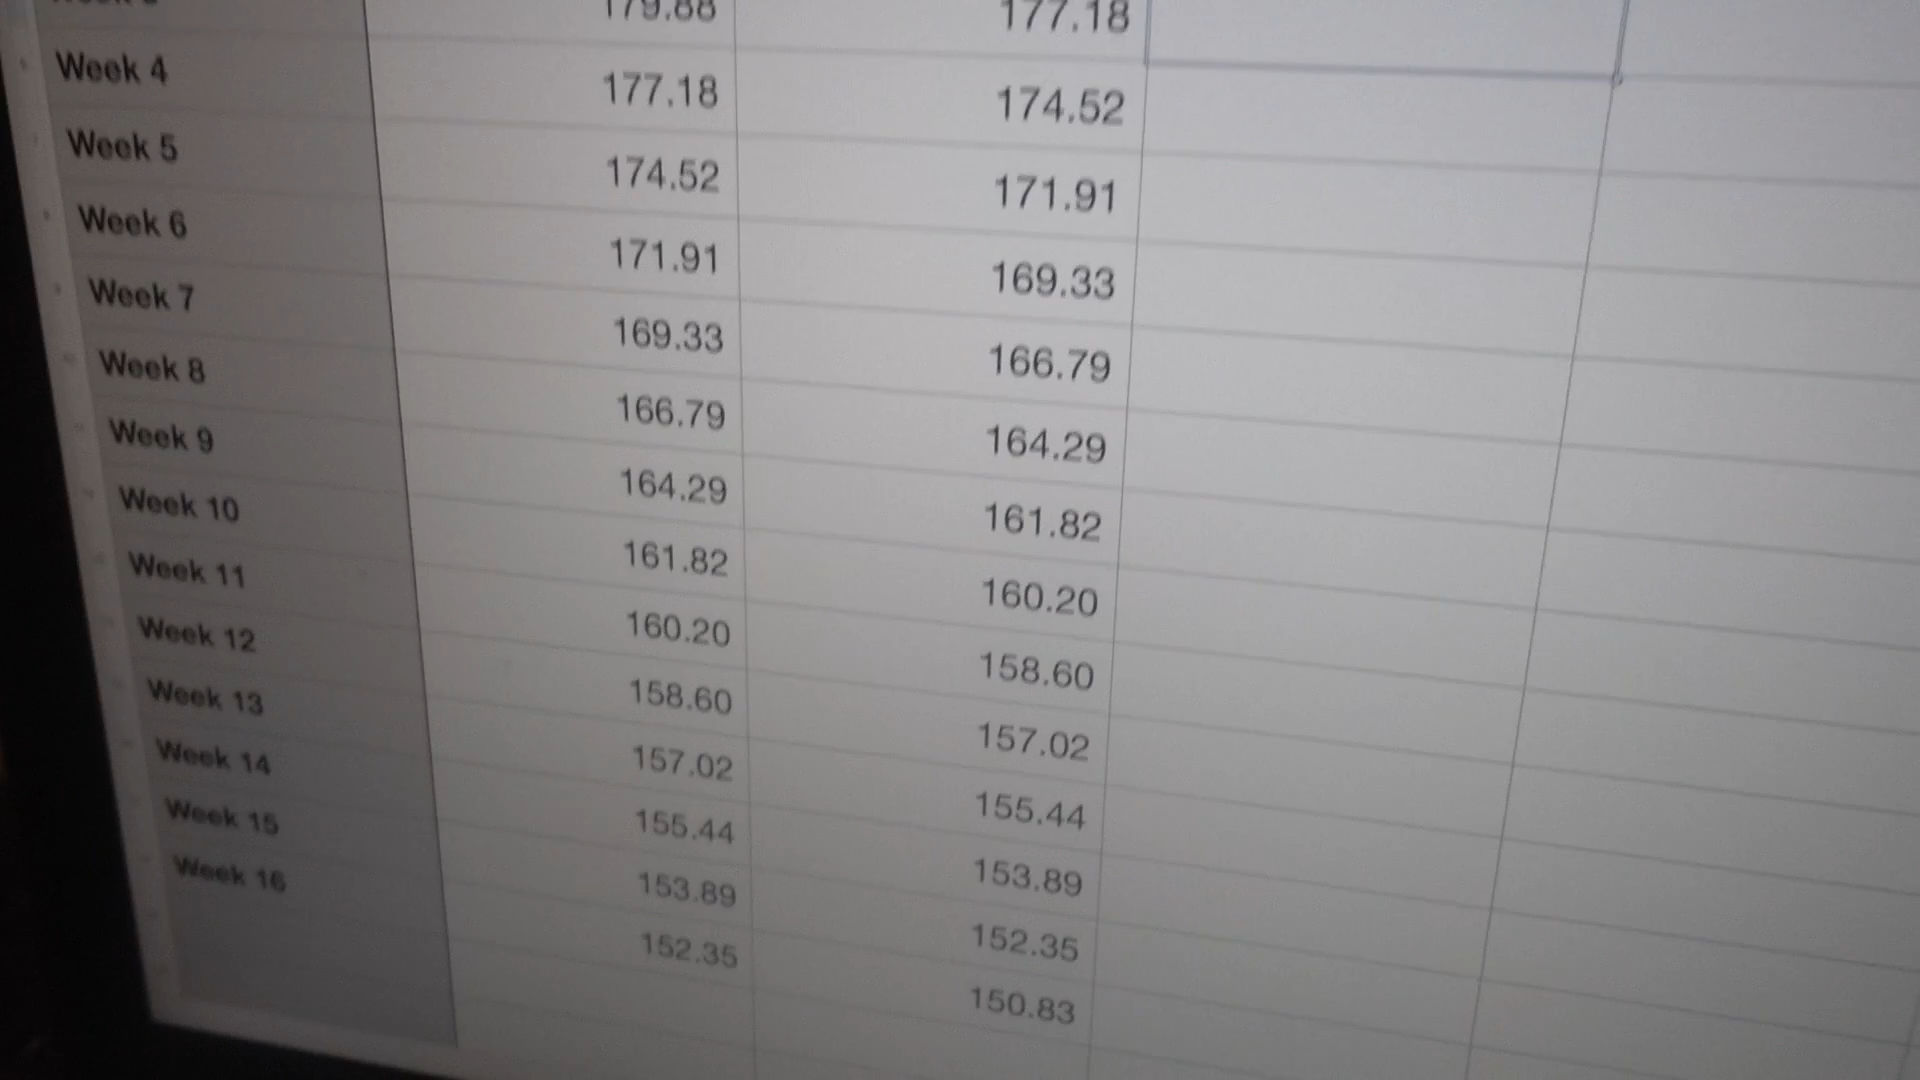 179.88 177.18
Week 4 177.18 174.52
Week 5 174.52 171.91
Week 6 171.91 169.33
Week 7 169.33 166.79
Week 8 166.79 164.29
Week 9 164.29 161.82
Week 10 161.82 160.20
Week 11 160.20 158.60
Week 12 158.60 157.02
Week 13 157.02 155.44
Week 14 155.44 153.89
Week 15 153.89 152.35
Week 16 152.35 150.83